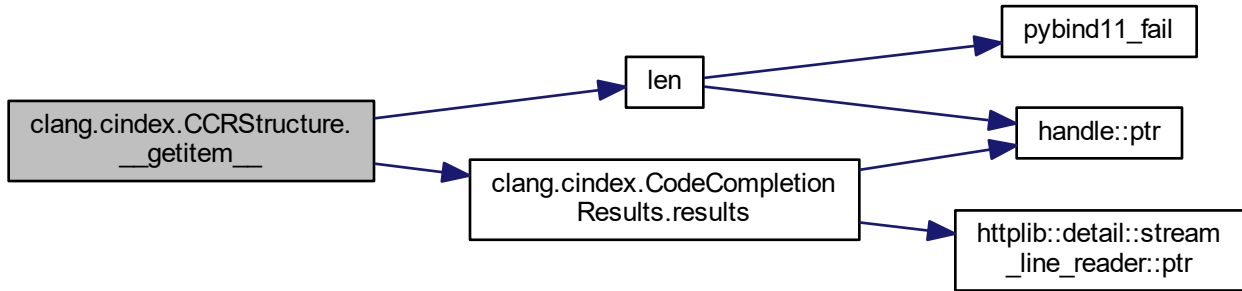 clang.cindex.CCRStructure.
__getitem__
len
clang.cindex.CodeCompletion
Results.results
pybind11_fail
handle::ptr
httplib::detail::stream
_line_reader::ptr